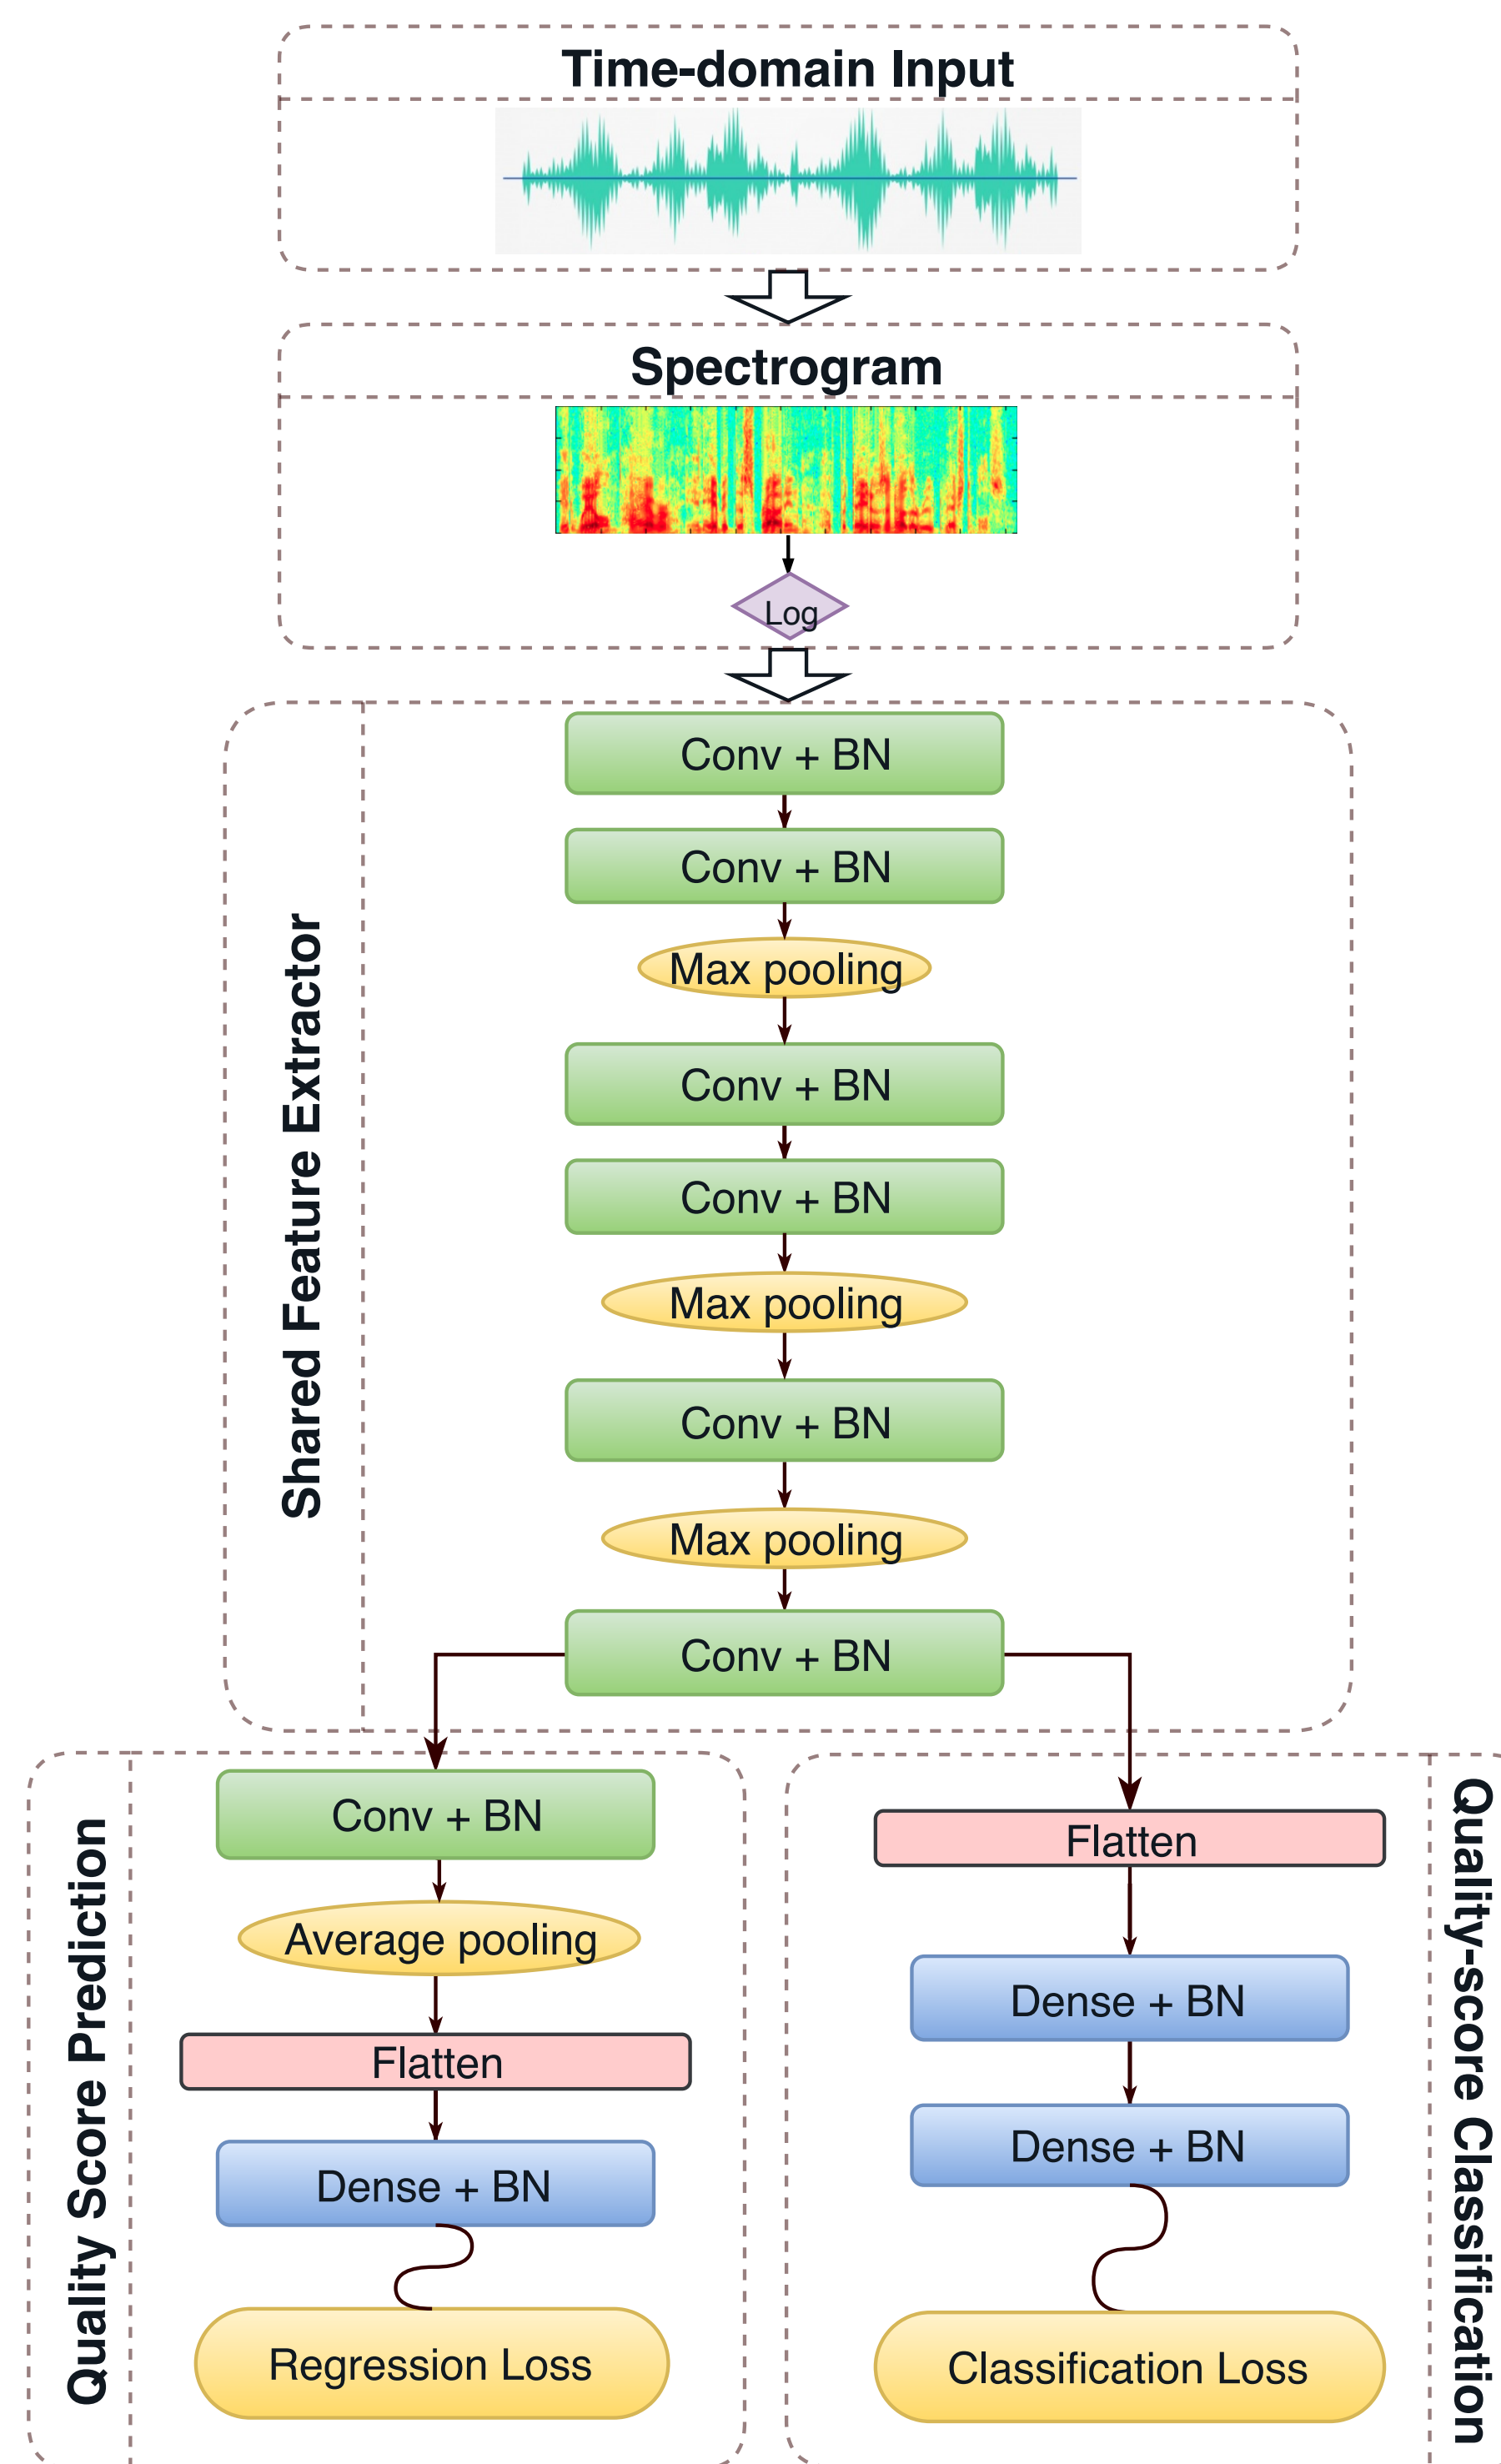 Time-domain Input
Spectrogram
Log
Shared Feature Extractor
Conv + BN
Conv + BN
Max pooling
Conv + BN
Conv + BN
Max pooling
Conv + BN
Max pooling
Conv + BN
Quality Score Prediction
Conv + BN
Average pooling
Flatten
Dense + BN
Regression Loss
Quality-score Classification
Flatten
Dense + BN
Dense + BN
Classification Loss